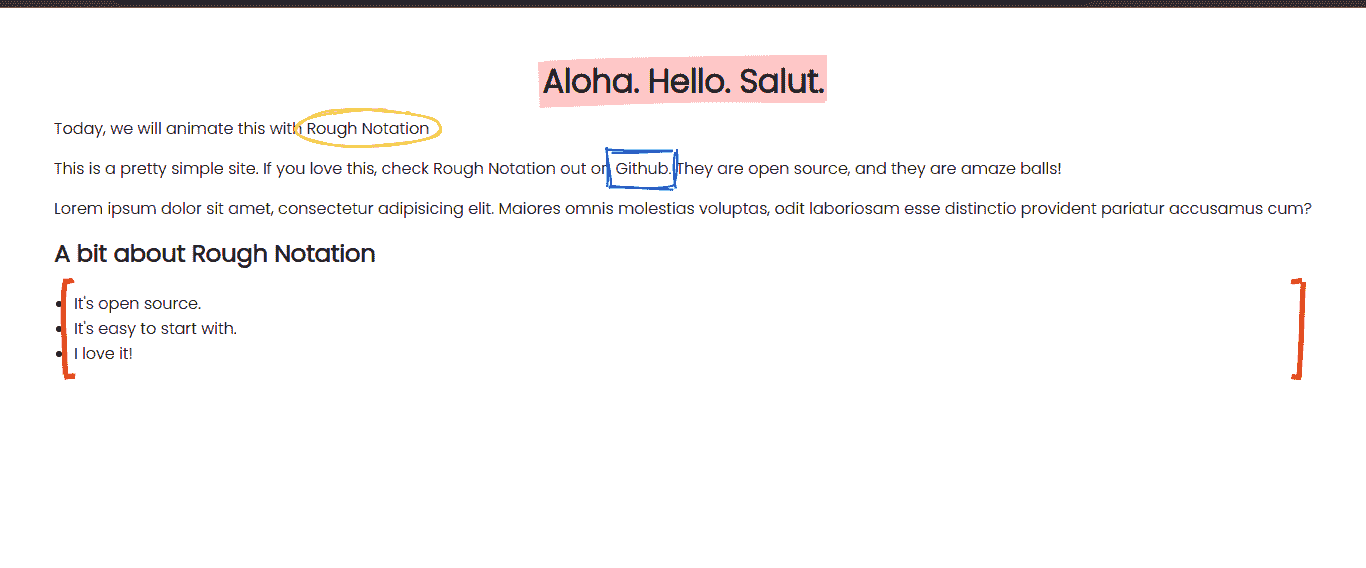 Aloha. Hello. Salut.
Today, we will animate this with Rough Notation
This is a pretty simple site. If you love this, check Rough Notation out on Github. They are open source, and they are amaze balls!
Lorem ipsum dolor sit amet, consectetur adipisicing elit. Maiores omnis molestias voluptas, odit laboriosam esse distinctio provident pariatur accusamus cum?
A bit about Rough Notation
It's open source.
It's easy to start with.
I love it!